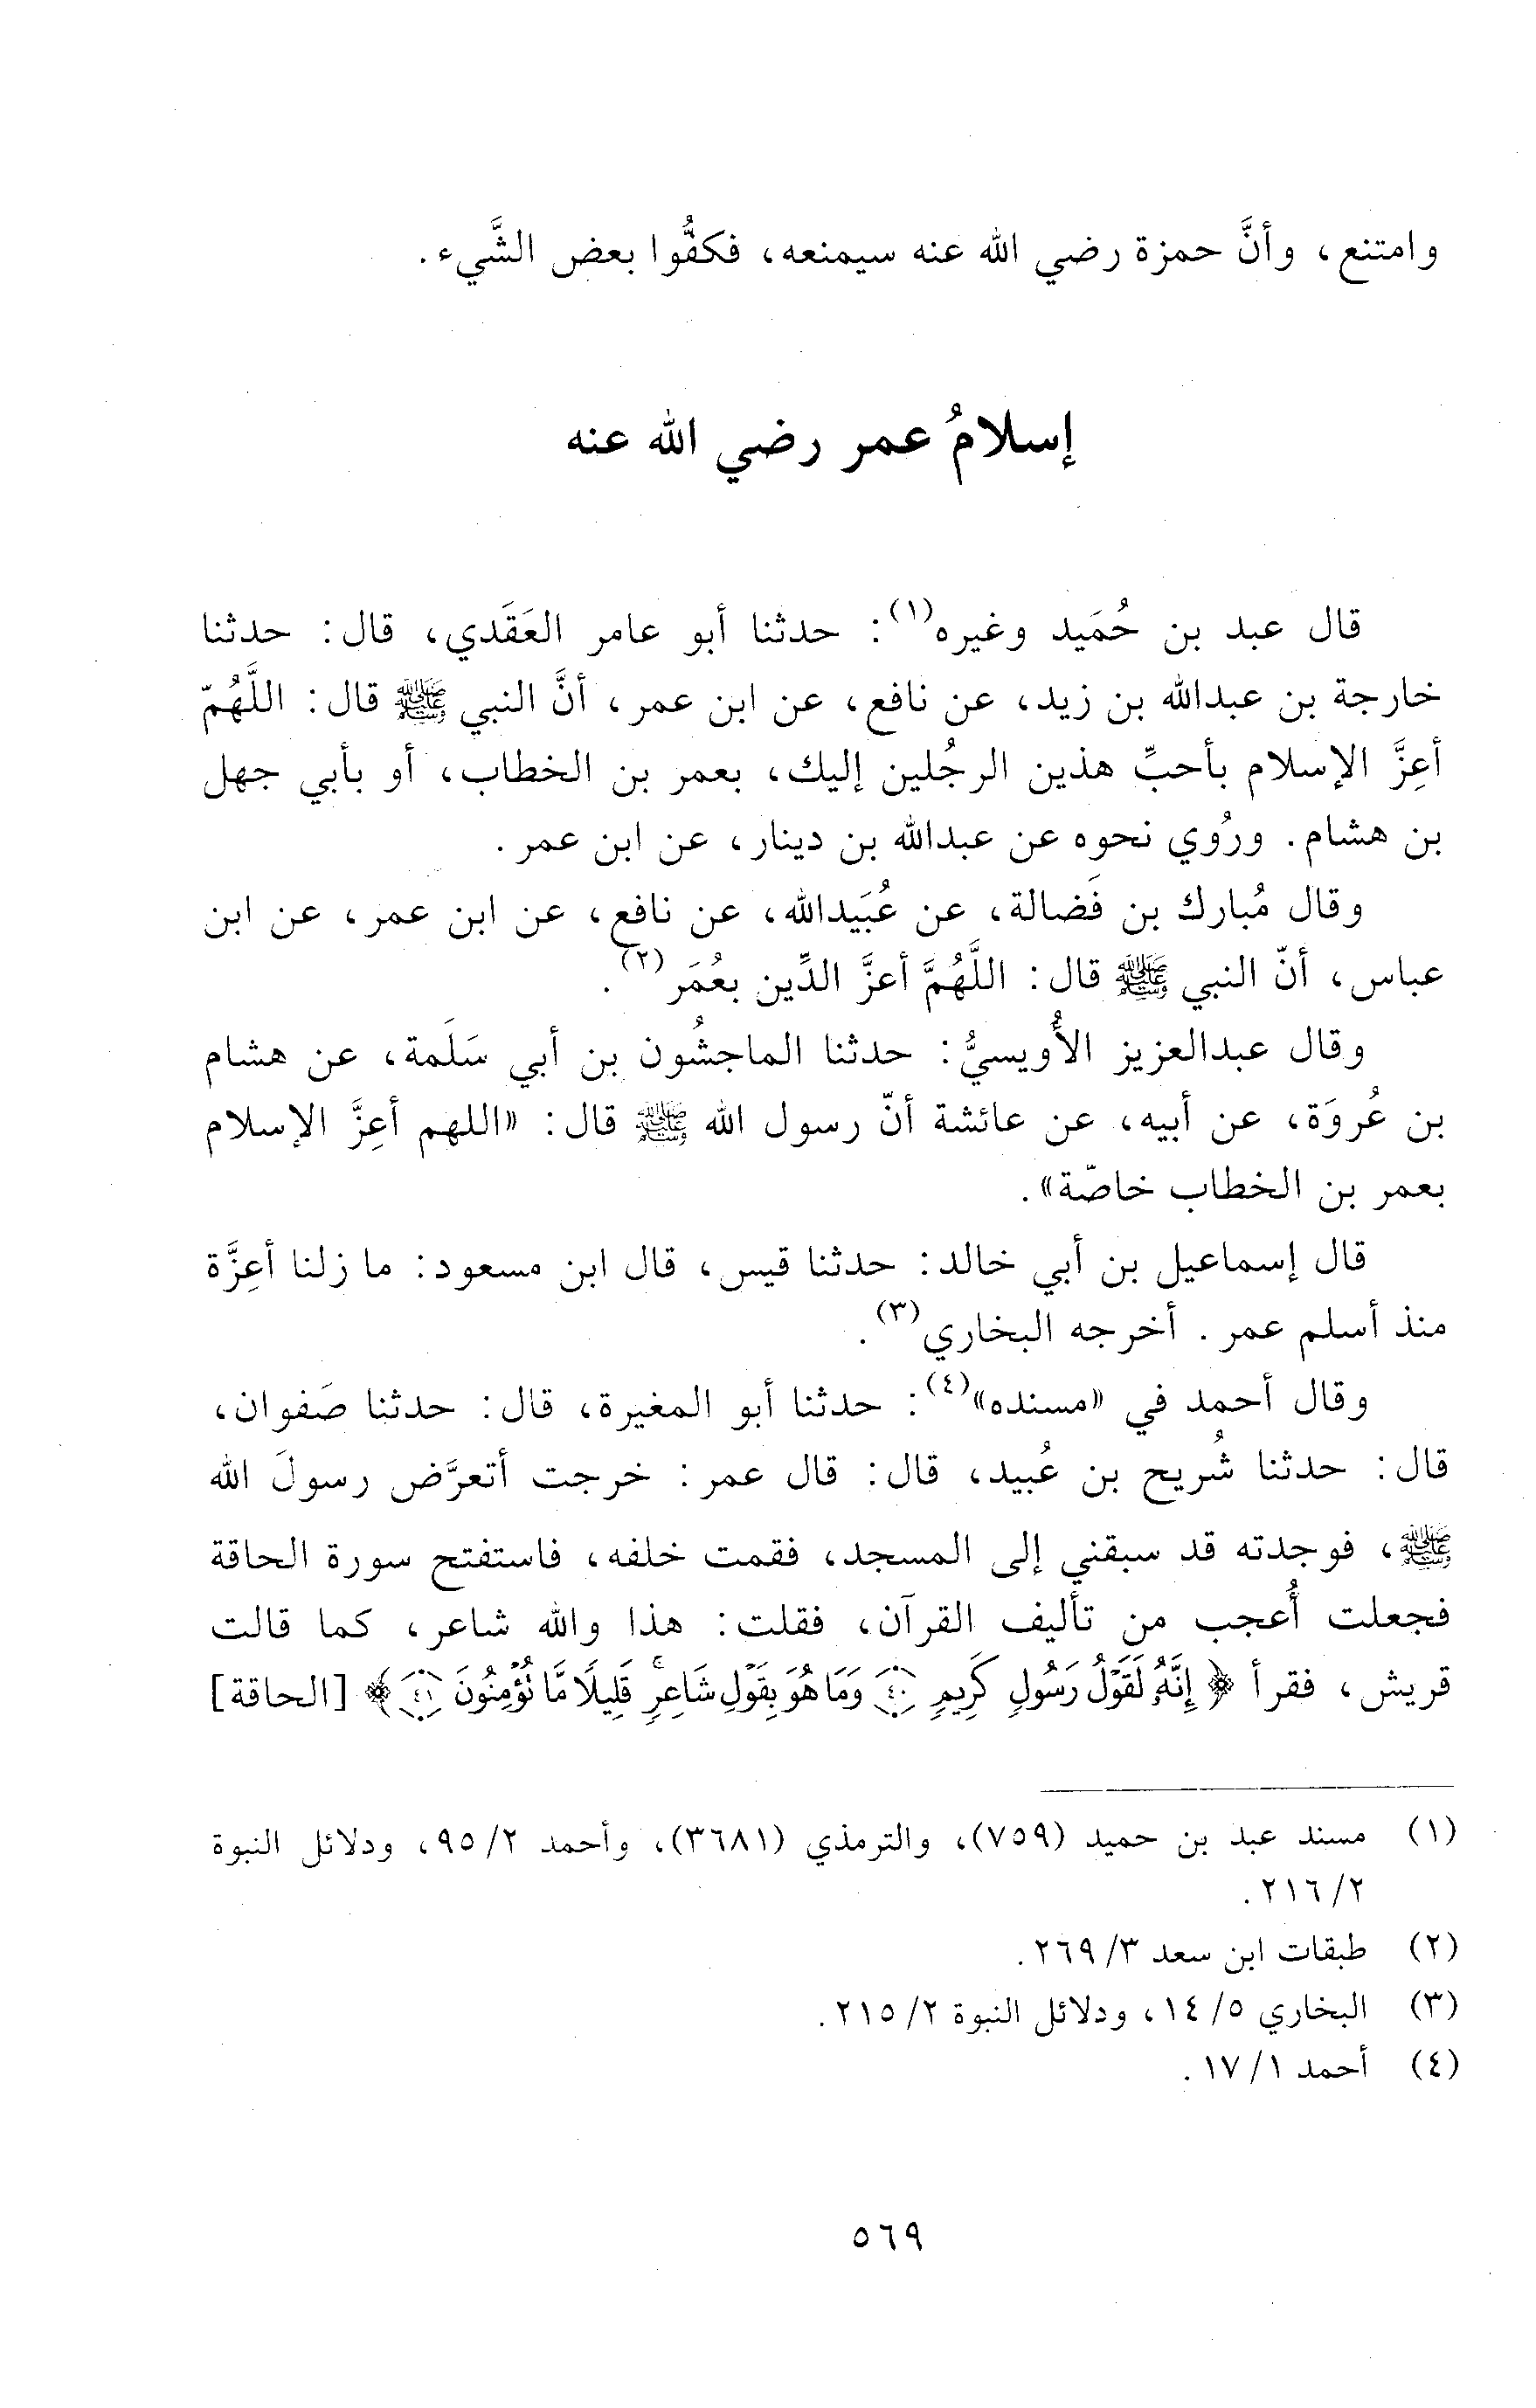 وامتنع، وأنَّ حمزة رضي الله عنه سيمنعه، فكفُّوا بعض الشَّيء.
إسلامُ عمر رضي الله عنه
قال عبد بن حُمَيد وغيره(١): حدثنا أبو عامر العَقَدي، قال: حدثنا
خارجة بن عبدالله بن زيد، عن نافع، عن ابن عمر، أنَّ النبي ﷺ قال: اللَّهُمّ
أعِزَّ الإسلام بأحبِّ هذين الرجُلين إليك، بعمر بن الخطاب، أو بأبي جهل
بن هشام. ورُوي نحوه عن عبدالله بن دينار، عن ابن عمر.
وقال مُبارك بن فَضالة، عن عُبَيدالله، عن نافع، عن ابن عمر، عن ابن
عباس، أنّ النبي ﷺ قال: اللَّهُمَّ أعزَّ الدِّين بعُمَر(٢).
وقال عبدالعزيز الأُويسيُّ: حدثنا الماجشُون بن أبي سَلَمة، عن هشام
بن عُروَة، عن أبيه، عن عائشة أنّ رسول الله ﷺ قال: «اللهم أعِزَّ الإسلام
بعمر بن الخطاب خاصّة».
قال إسماعيل بن أبي خالد: حدثنا قيس، قال ابن مسعود: ما زلنا أعِزَّة
منذ أسلم عمر. أخرجه البخاري(٣).
وقال أحمد في «مسنده»(٤): حدثنا أبو المغيرة، قال: حدثنا صَفوان،
قال: حدثنا شُريح بن عُبيد، قال: قال عمر: خرجت أتعرَّض رسولَ الله
ﷺ، فوجدته قد سبقني إلى المسجد، فقمت خلفه، فاستفتح سورة الحاقة
فجعلت أُعجب من تأليف القرآن، فقلت: هذا والله شاعر، كما قالت
قريش، فقرأ ﴿إِنَّهُۥ لَقَوْلُ رَسُولٍ كَرِيمٍ ٤٠ وَمَا هُوَ بِقَوْلِ شَاعِرٍۚ قَلِيلًا مَّا تُؤْمِنُونَ ٤١﴾ [الحاقة]
(١) مسند عبد بن حميد (٧٥٩)، والترمذي (٣٦٨١)، وأحمد ٢/ ٩٥، ودلائل النبوة
٢/ ٢١٦.
(٢) طبقات ابن سعد ٣/ ٢٦٩.
(٣) البخاري ٥/ ١٤، ودلائل النبوة ٢/ ٢١٥.
(٤) أحمد ١/ ١٧.
٥٦٩